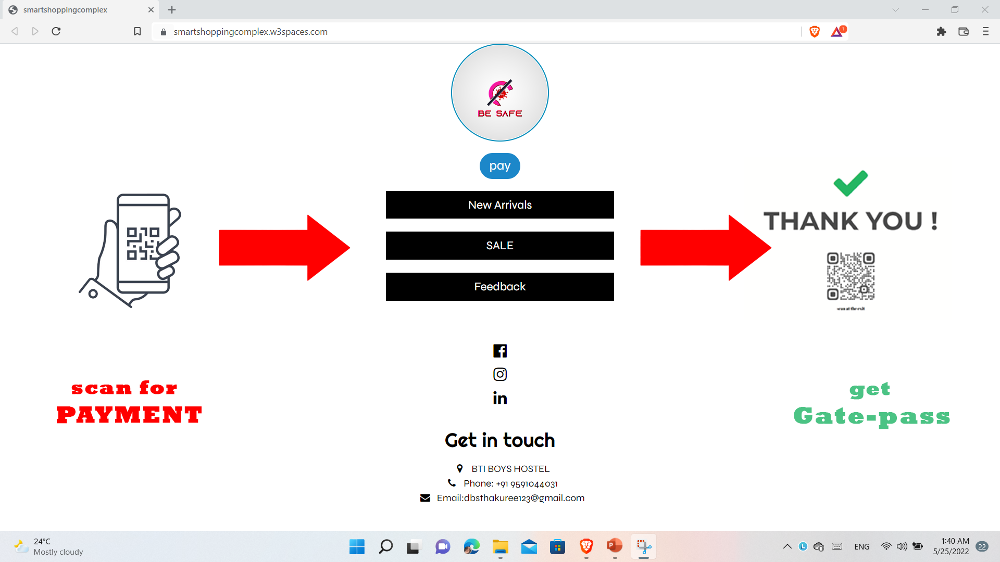 smartshoppingcomplex
smartshoppingcomplex.w3spaces.com
1
BE SAFE
pay
New Arrivals
SALE
Feedback
THANK YOU !
scan for
PAYMENT
get
Gate-pass
Get in touch
BTI BOYS HOSTEL
Phone: +91 9591044031
Email:dbsthakuree123@gmail.com
24°C
Mostly cloudy
L
ENG
1:40 AM
5/25/2022
22